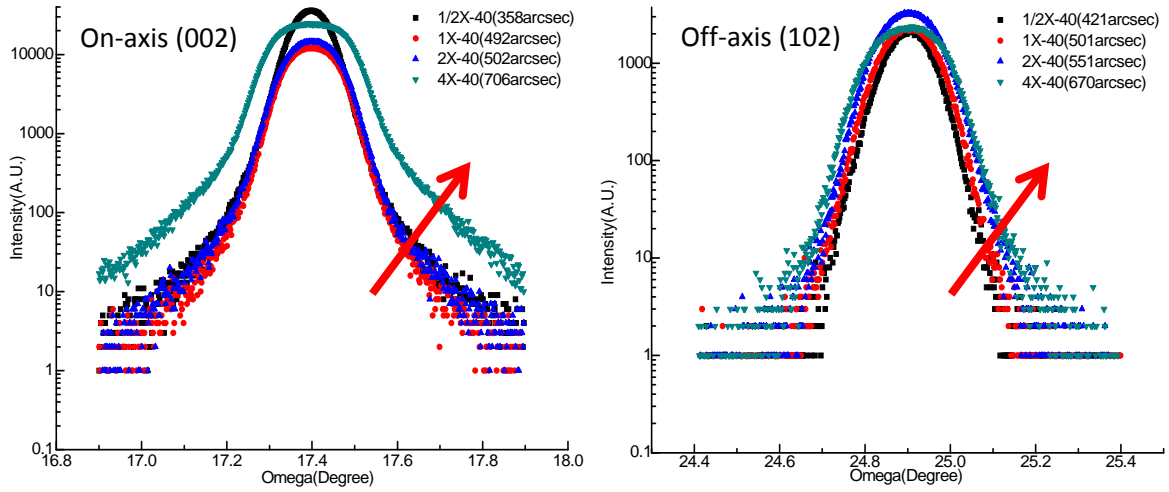 On-axis (002)
1/2X-40(358arcsec)
1X-40(492arcsec)
2X-40(502arcsec)
4X-40(706arcsec)
Intensity(A.U.)
10000
1000
100
10
1
0.1
16.8 17.0 17.2 17.4 17.6 17.8 18.0
Omega(Degree)
Off-axis (102)
1/2X-40(421arcsec)
1X-40(501arcsec)
2X-40(551arcsec)
4X-40(670arcsec)
Intensity(A.U.)
1000
100
10
1
0.1
24.4 24.6 24.8 25.0 25.2 25.4
Omega(Degree)